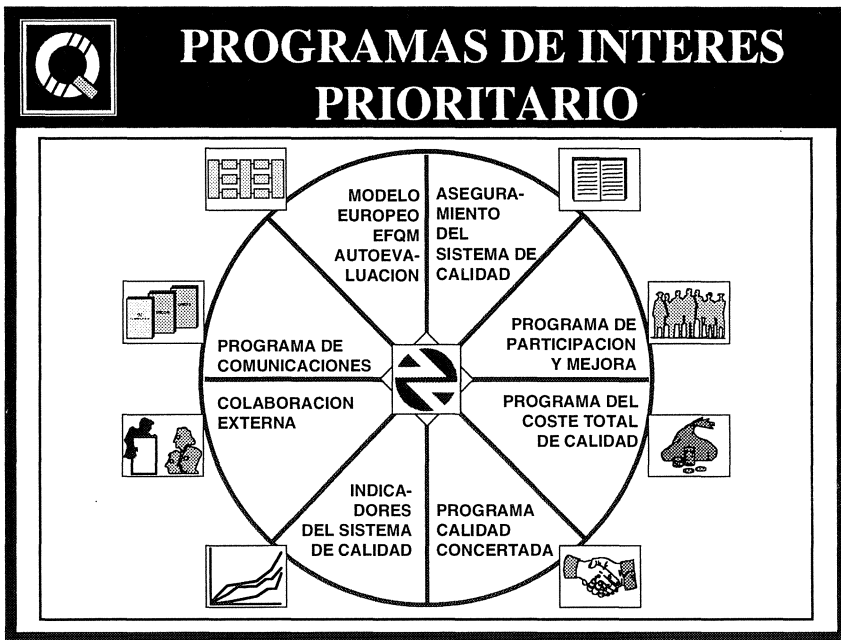 PROGRAMAS DE INTERES
PRIORITARIO
MODELO
EUROPEO
EFQM
AUTOEVA-
LUACION
ASEGURA-
MIENTO
DEL
SISTEMA DE
CALIDAD
PROGRAMA DE
PARTICIPACION
Y MEJORA
PROGRAMA DEL
COSTE TOTAL
DE CALIDAD
PROGRAMA
CALIDAD
CONCERTADA
INDICA-
DORES
DEL SISTEMA
DE CALIDAD
COLABORACION
EXTERNA
PROGRAMA DE
COMUNICACIONES